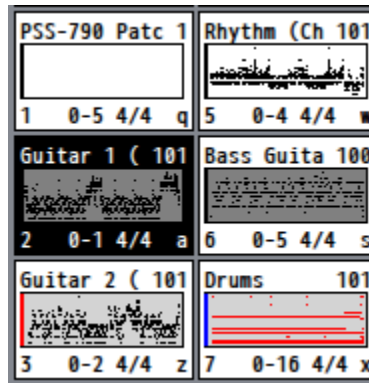 PSS-790 Patc 1
1 0-5 4/4 q
Rhythm (Ch 101
5 0-4 4/4 w
Guitar 1 ( 101
2 0-1 4/4 a
Bass Guita 100
6 0-5 4/4 s
Guitar 2 ( 101
3 0-2 4/4 z
Drums 101
7 0-16 4/4 x